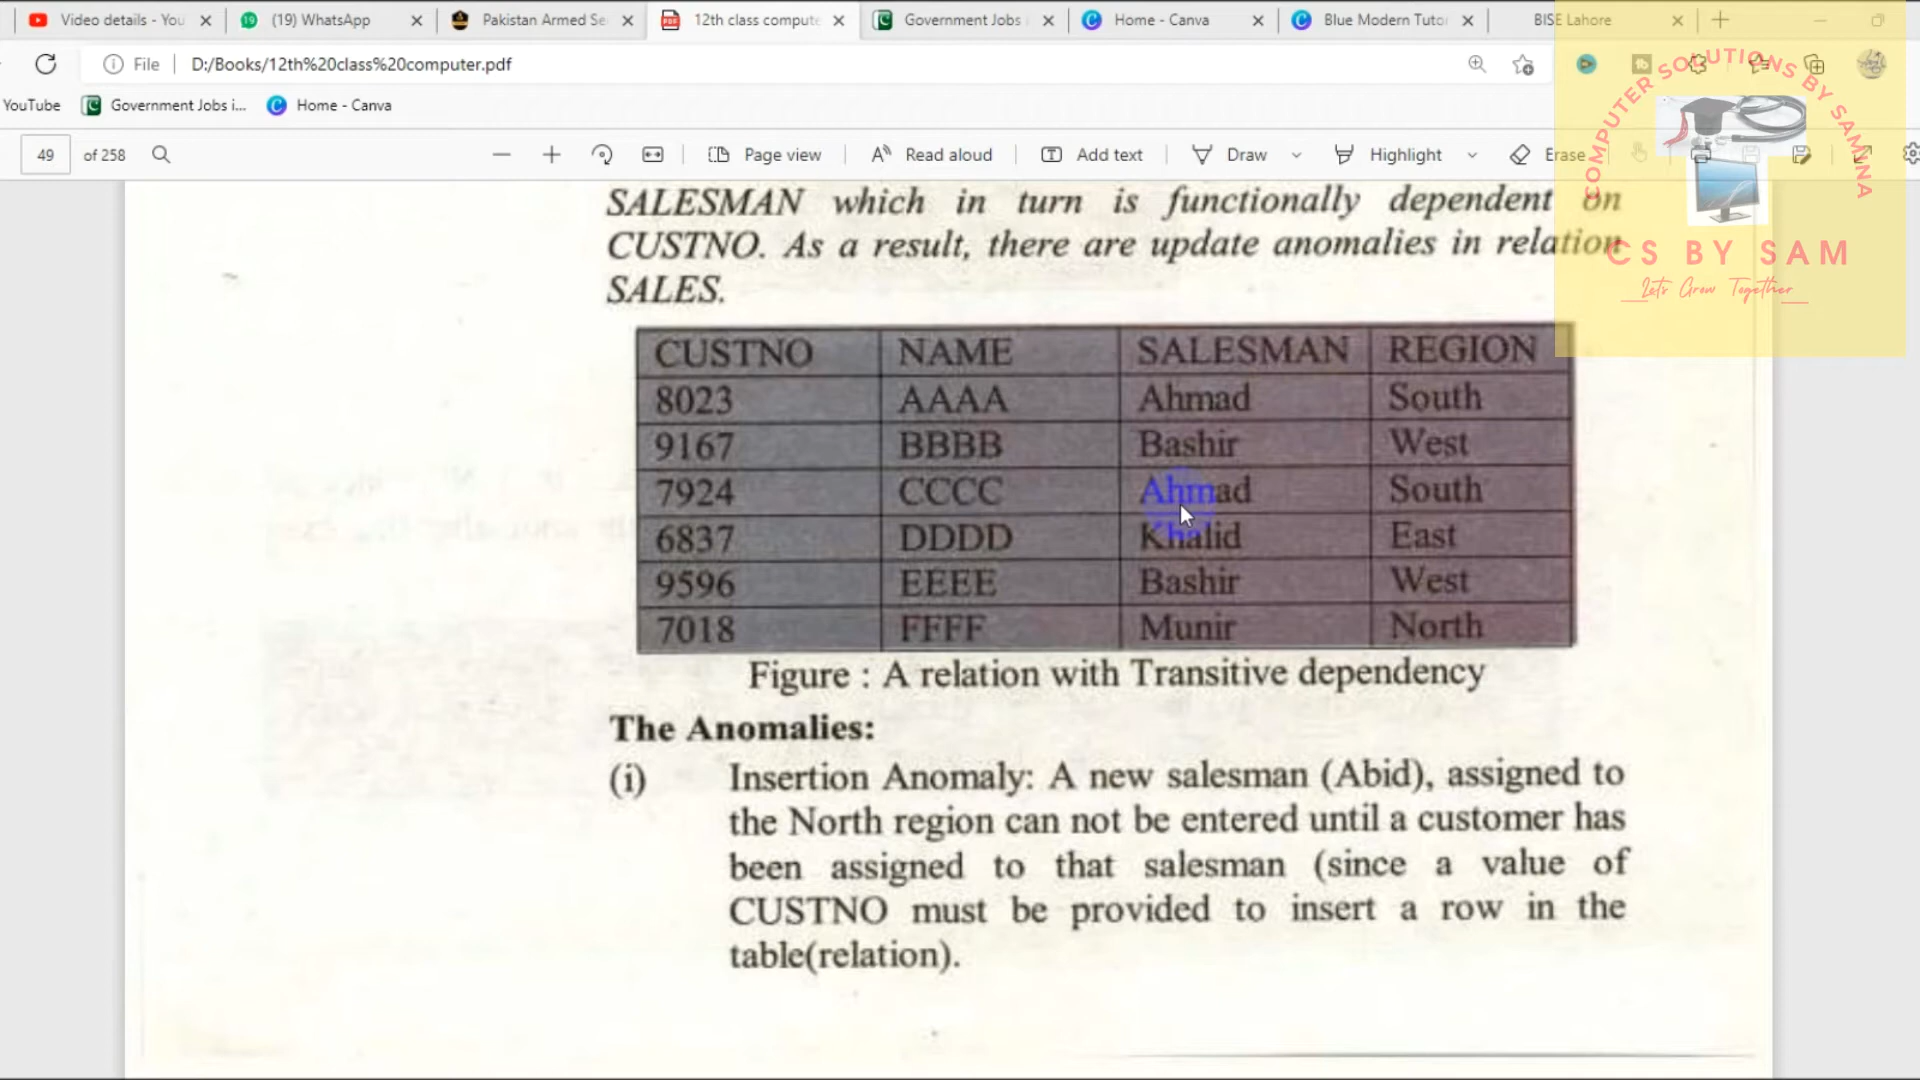 Video details - You
(19) WhatsApp
Pakistan Armed Se
12th class compute
Government Jobs
Home - Canva
Blue Modern Tuto
BISE Lahore
File
D:/Books/12th%20class%20computer.pdf
YouTube
Government Jobs i...
Home - Canva
49
of 258
Page view
Read aloud
Add text
Draw
Highlight
Erase
COMPUTER SOLUTIONS BY SAMINA
CS BY SAM
Let's Grow Together
SALESMAN which in turn is functionally dependent on
CUSTNO. As a result, there are update anomalies in relation
SALES.
CUSTNO NAME SALESMAN REGION
8023 AAAA Ahmad South
9167 BBBB Bashir West
7924 CCCC Ahmad South
6837 DDDD Khalid East
9596 EEEE Bashir West
7018 FFFF Munir North
Figure : A relation with Transitive dependency
The Anomalies:
(i) Insertion Anomaly: A new salesman (Abid), assigned to
the North region can not be entered until a customer has
been assigned to that salesman (since a value of
CUSTNO must be provided to insert a row in the
table(relation).